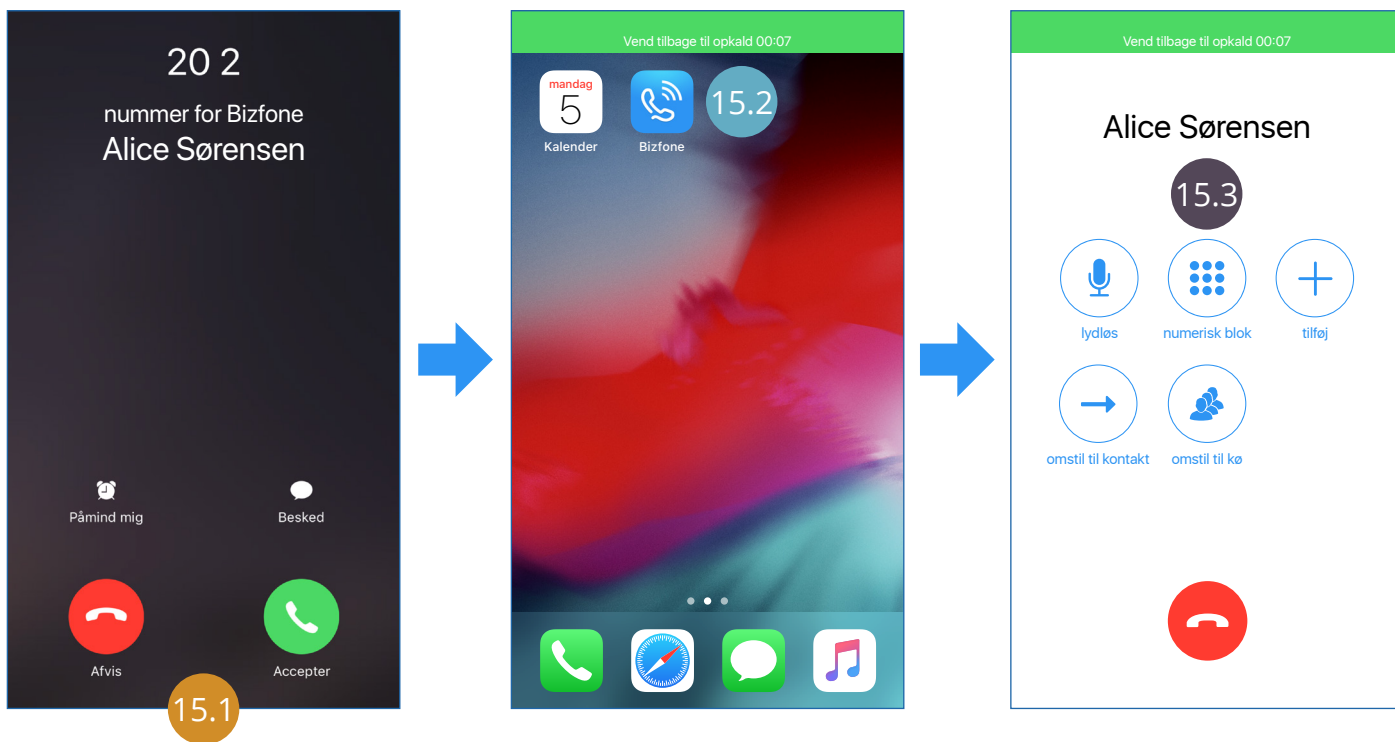 20 2
nummer for Bizfone
Alice Sørensen
Påmind mig
Besked
Afvis
Accepter
15.1
Vend tilbage til opkald 00:07
mandag
5
Kalender
Bizfone
15.2
Vend tilbage til opkald 00:07
Alice Sørensen
15.3
lydløs
numerisk blok
tilføj
omstil til kontakt
omstil til kø